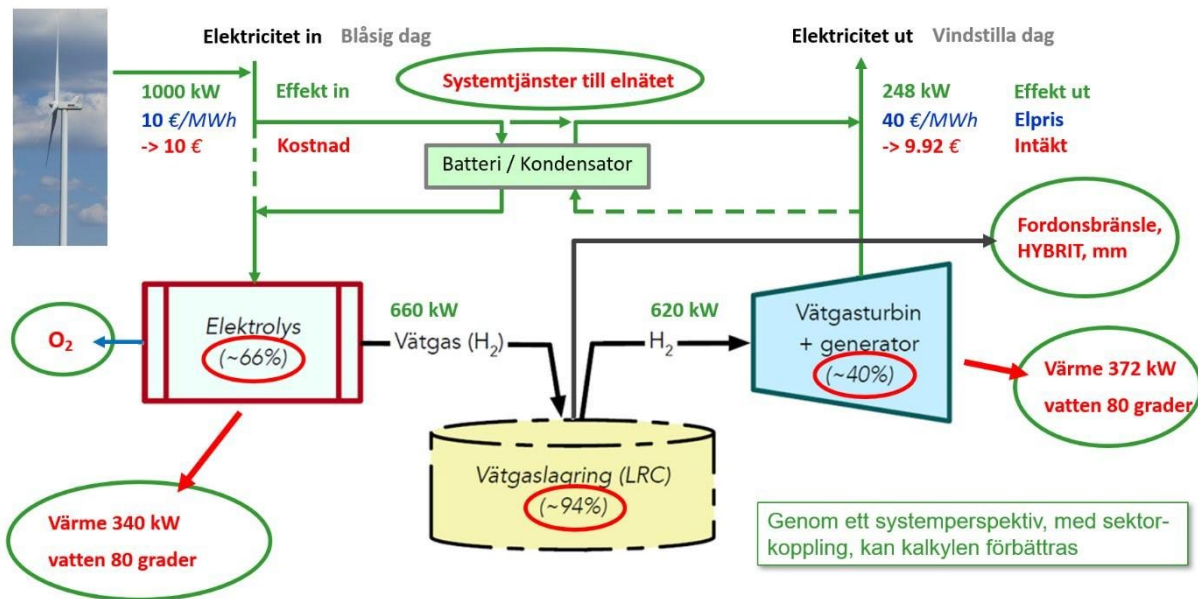 Elektricitet in Blåsig dag
Elektricitet ut Vindstilla dag
Systemtjänster till elnätet
1000 kW Effekt in
10 €/MWh
-> 10 € Kostnad
248 kW Effekt ut
40 €/MWh Elpris
-> 9.92 € Intäkt
Batteri / Kondensator
Fordonsbränsle,
HYBRIT, mm
O₂
Elektrolys
(~66%)
660 kW
Vätgas (H₂)
620 kW
H₂
Vätgasturbin
+ generator
(~40%)
Värme 372 kW
vatten 80 grader
Vätgaslagring (LRC)
(~94%)
Värme 340 kW
vatten 80 grader
Genom ett systemperspektiv, med sektor-
koppling, kan kalkylen förbättras